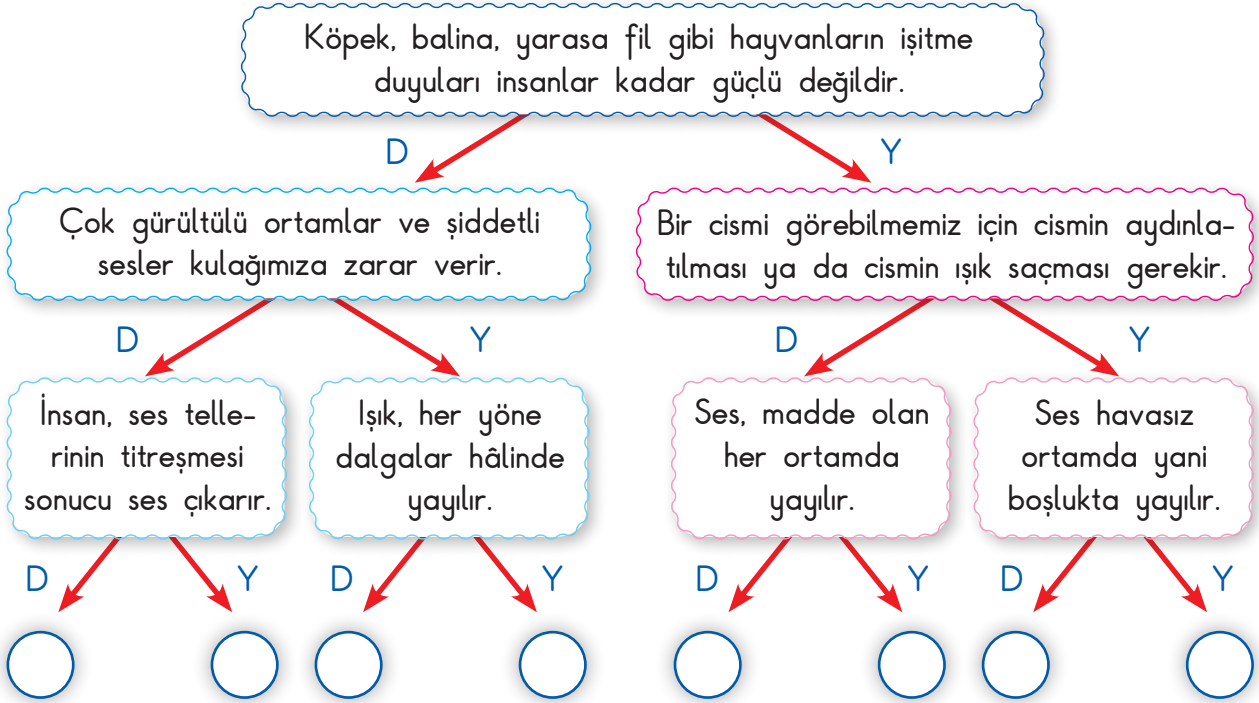 Köpek, balina, yarasa fil gibi hayvanların işitme
duyuları insanlar kadar güçlü değildir.
D
Y
Çok gürültülü ortamlar ve şiddetli
sesler kulağımıza zarar verir.
Bir cismi görebilmemiz için cismin aydınla-
tılması ya da cismin ışık saçması gerekir.
D
Y
D
Y
İnsan, ses telle-
rinin titreşmesi
sonucu ses çıkarır.
Işık, her yöne
dalgalar hâlinde
yayılır.
Ses, madde olan
her ortamda
yayılır.
Ses havasız
ortamda yani
boşlukta yayılır.
D
Y
D
Y
D
Y
D
Y